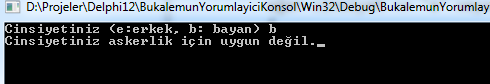 D:\Projeler\Delphi12\BukalemunYorumlayiciKonsol\Win32\Debug\BukalemunYorumlay
Cinsiyetiniz (e:erkek, b: bayan) b
Cinsiyetiniz askerlik için uygun değil.